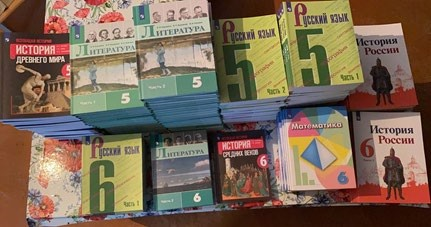 ИСТОРИЯ
ДРЕВНЕГО МИРА
5
Литература
Часть 1
5
Литература
Часть 2
5
Русский язык
5
Часть 2
Русский язык
5
Часть 1
История
России
Русский язык
6
Часть 1
Литература
6
ИСТОРИЯ
СРЕДНИХ ВЕКОВ
6
Математика
6
История
России
6